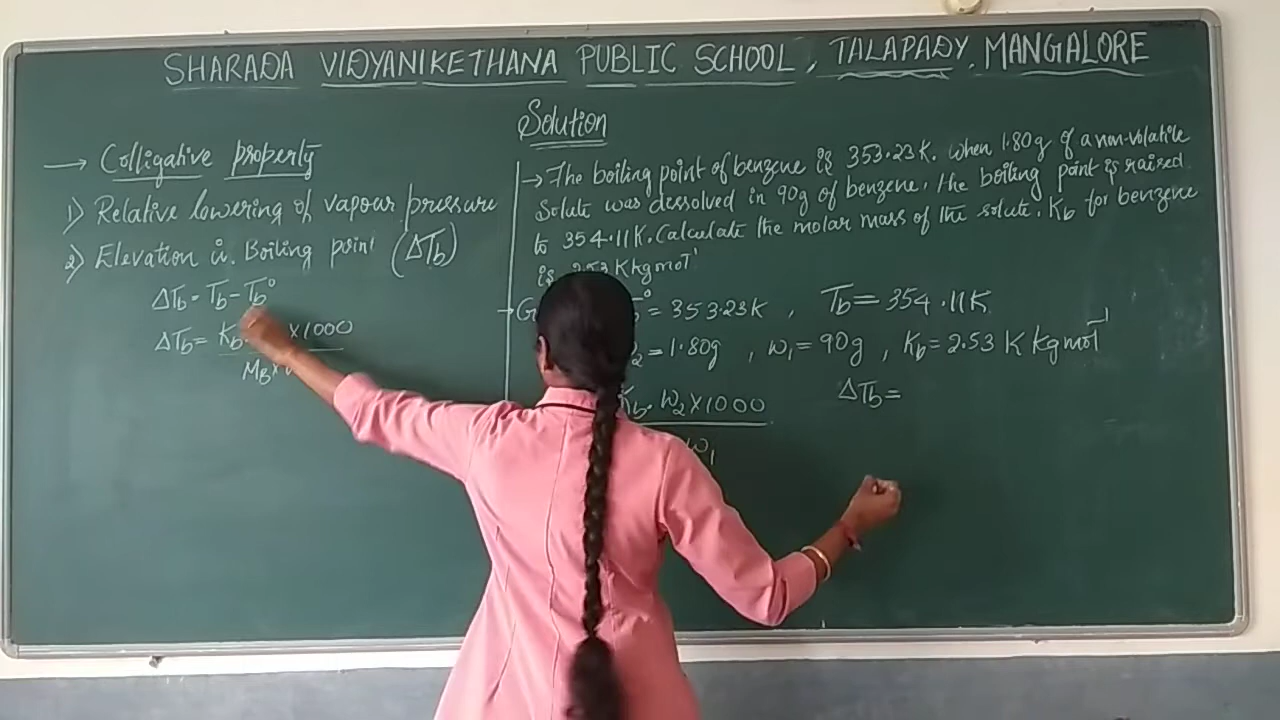 SHARADA VIDYANIKETHANA PUBLIC SCHOOL, TALAPADY, MANGALORE
Solution
→ Colligative property
1) Relative lowering of vapour pressure
2) Elevation in Boiling point (ΔTb)
ΔTb = Tb - Tb°
ΔTb = Kb × 1000
MB ×
→ The boiling point of benzene is 353.23K. when 1.80g of a non-volatile
Solute was dessolved in 90g of benzene, the boiling point is raised
to 354.11K. Calculate the molar mass of the solute. Kb for benzene
is 2.53 K kg mol⁻¹
° = 353.23K , Tb = 354.11K
2 = 1.80g , w1 = 90g , Kb = 2.53 K kg mol⁻¹
Kb. W2 × 1000
w1
ΔTb =